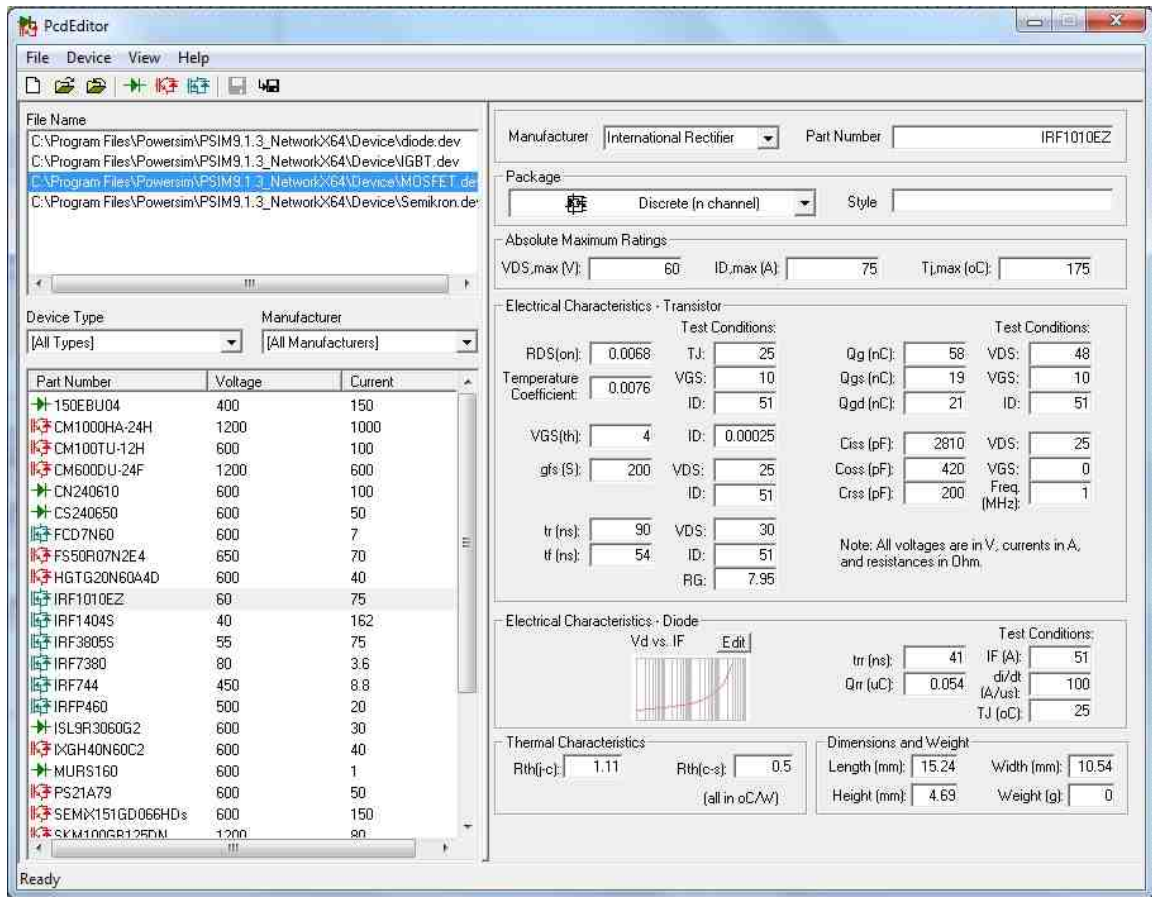 PcdEditor
File Device View Help
File Name
C:\Program Files\Powersim\PSIM9.1.3_NetworkX64\Device\diode.dev
C:\Program Files\Powersim\PSIM9.1.3_NetworkX64\Device\IGBT.dev
C:\Program Files\Powersim\PSIM9.1.3_NetworkX64\Device\MOSFET.de
C:\Program Files\Powersim\PSIM9.1.3_NetworkX64\Device\Semikron.de
Device Type Manufacturer
[All Types] [All Manufacturers]
Part Number Voltage Current
150EBU04 400 150
CM1000HA-24H 1200 1000
CM100TU-12H 600 100
CM600DU-24F 1200 600
CN240610 600 100
CS240650 600 50
FCD7N60 600 7
FS50R07N2E4 650 70
HGTG20N60A4D 600 40
IRF1010EZ 60 75
IRF1404S 40 162
IRF3805S 55 75
IRF7380 80 3.6
IRF744 450 8.8
IRFP460 500 20
ISL9R3060G2 600 30
IXGH40N60C2 600 40
MURS160 600 1
PS21A79 600 50
SEMiX151GD066HDs 600 150
SKM100GB125DN 1200 80
Ready
Manufacturer International Rectifier Part Number IRF1010EZ
Package
Discrete (n channel) Style
Absolute Maximum Ratings
VDS,max (V): 60 ID,max (A): 75 Tj,max (oC): 175
Electrical Characteristics - Transistor
Test Conditions: Test Conditions:
RDS(on): 0.0068 TJ: 25 Qg (nC): 58 VDS: 48
Temperature Coefficient: 0.0076 VGS: 10 Qgs (nC): 19 VGS: 10
ID: 51 Qgd (nC): 21 ID: 51
VGS(th): 4 ID: 0.00025 Ciss (pF): 2810 VDS: 25
gfs (S): 200 VDS: 25 Coss (pF): 420 VGS: 0
ID: 51 Crss (pF): 200 Freq. (MHz): 1
tr (ns): 90 VDS: 30
tf (ns): 54 ID: 51
RG: 7.95
Note: All voltages are in V, currents in A,
and resistances in Ohm.
Electrical Characteristics - Diode
Vd vs. IF Edit Test Conditions:
trr (ns): 41 IF (A): 51
Qrr (uC): 0.054 di/dt (A/us): 100
TJ (oC): 25
Thermal Characteristics
Rth(j-c): 1.11 Rth(c-s): 0.5
(all in oC/W)
Dimensions and Weight
Length (mm): 15.24 Width (mm): 10.54
Height (mm): 4.69 Weight (g): 0